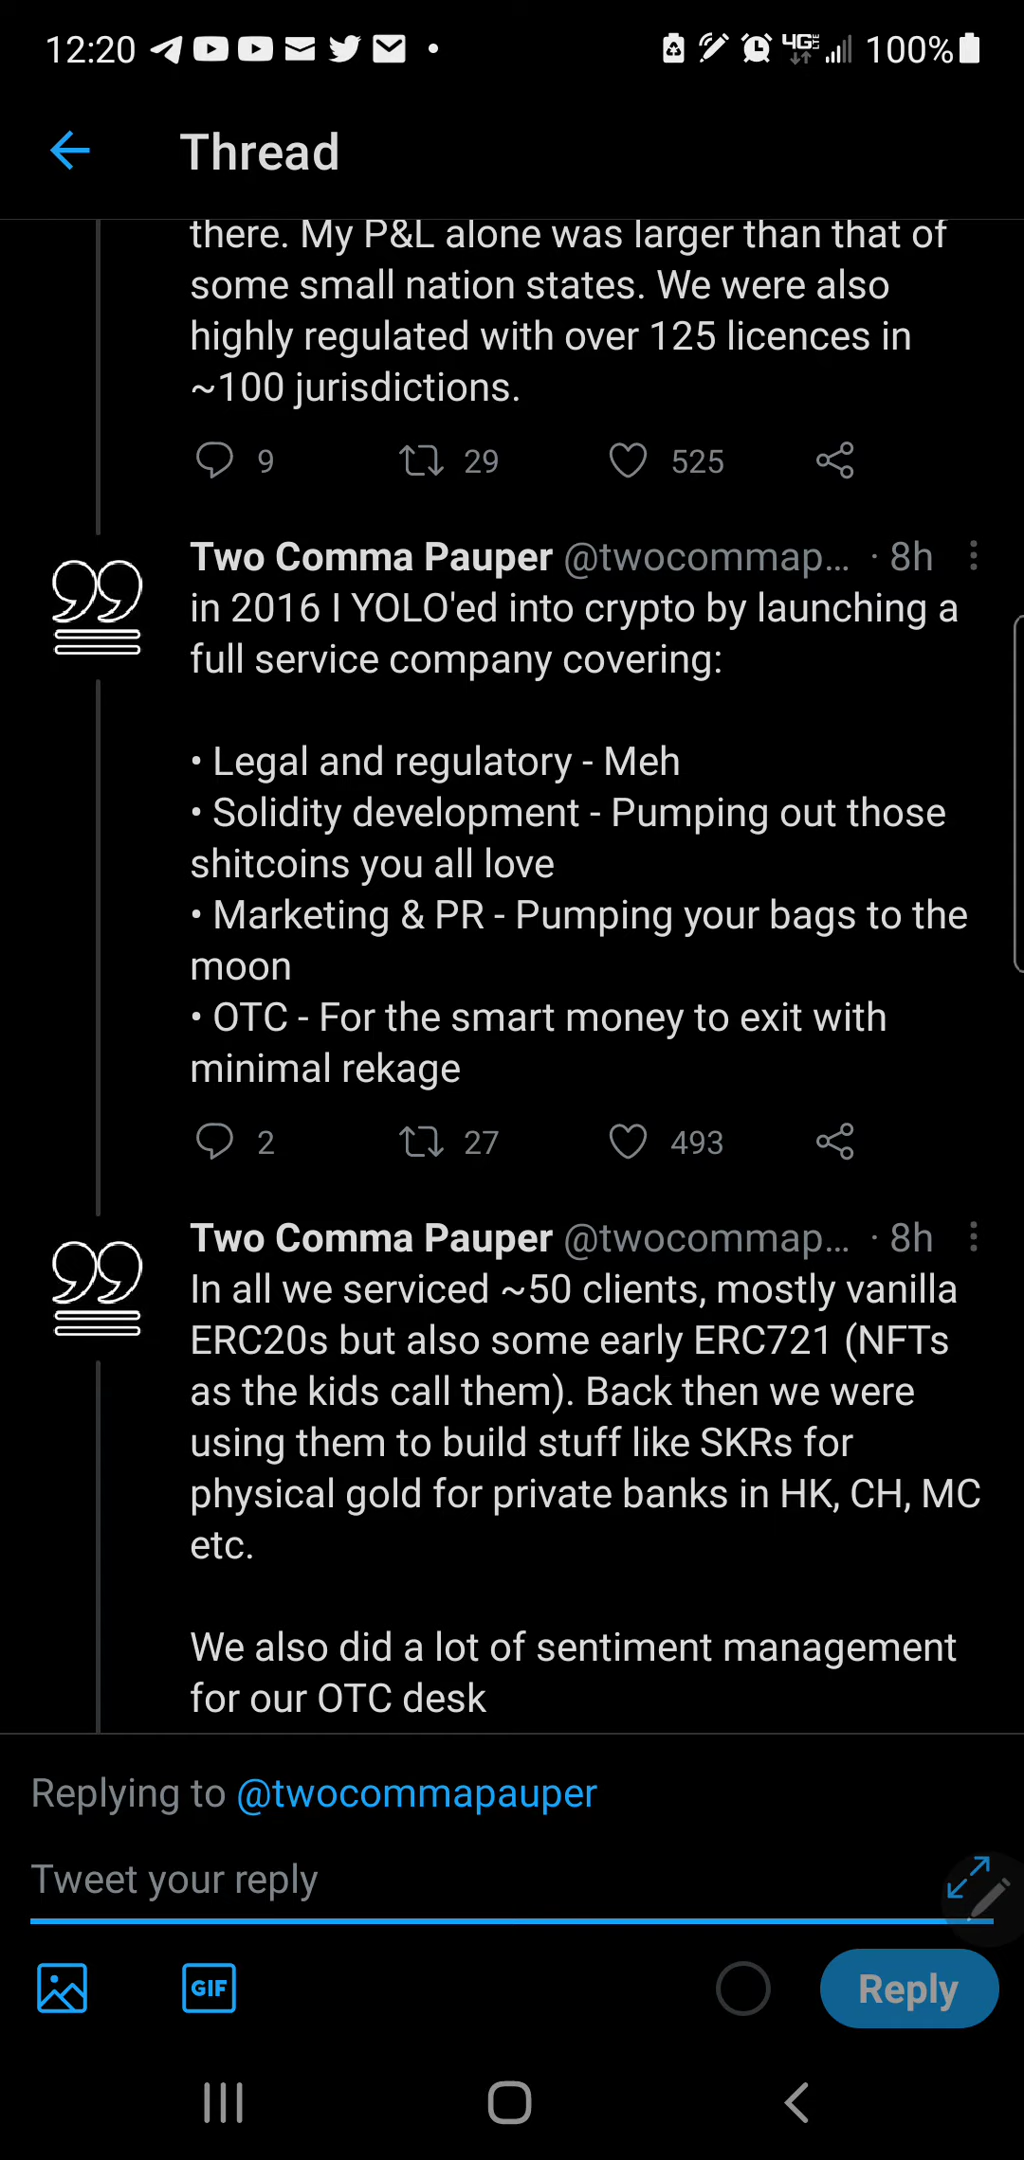 12:20 100%
Thread
there. My P&L alone was larger than that of
some small nation states. We were also
highly regulated with over 125 licences in
~100 jurisdictions.
9 29 525
Two Comma Pauper @twocommap... · 8h
in 2016 I YOLO'ed into crypto by launching a
full service company covering:
• Legal and regulatory - Meh
• Solidity development - Pumping out those
shitcoins you all love
• Marketing & PR - Pumping your bags to the
moon
• OTC - For the smart money to exit with
minimal rekage
2 27 493
Two Comma Pauper @twocommap... · 8h
In all we serviced ~50 clients, mostly vanilla
ERC20s but also some early ERC721 (NFTs
as the kids call them). Back then we were
using them to build stuff like SKRs for
physical gold for private banks in HK, CH, MC
etc.
We also did a lot of sentiment management
for our OTC desk
Replying to @twocommapauper
Tweet your reply
GIF Reply